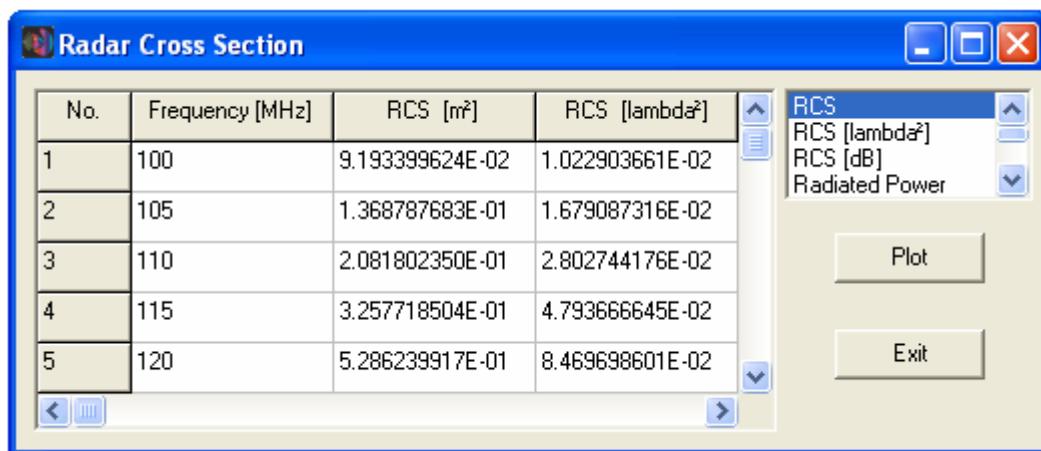 Radar Cross Section
No. Frequency [MHz] RCS [m²] RCS [lambda²]
1 100 9.193399624E-02 1.022903661E-02
2 105 1.368787683E-01 1.679087316E-02
3 110 2.081802350E-01 2.802744176E-02
4 115 3.257718504E-01 4.793666645E-02
5 120 5.286239917E-01 8.469698601E-02
RCS
RCS [lambda²]
RCS [dB]
Radiated Power
Plot
Exit